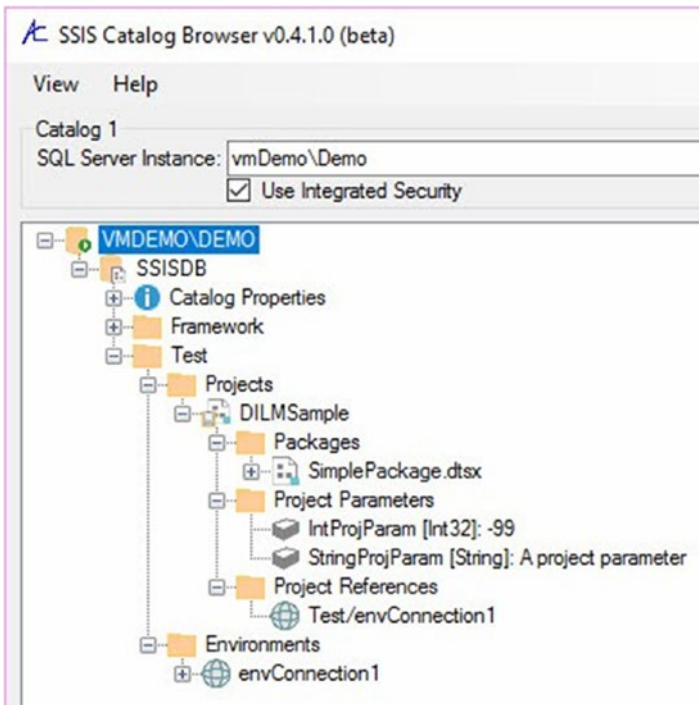 SSIS Catalog Browser v0.4.1.0 (beta)
View Help
Catalog 1
SQL Server Instance: vmDemo\Demo
Use Integrated Security
VMDEMO\DEMO
SSISDB
Catalog Properties
Framework
Test
Projects
DILMSample
Packages
SimplePackage.dtsx
Project Parameters
IntProjParam [Int32]: -99
StringProjParam [String]: A project parameter
Project References
Test/envConnection1
Environments
envConnection1